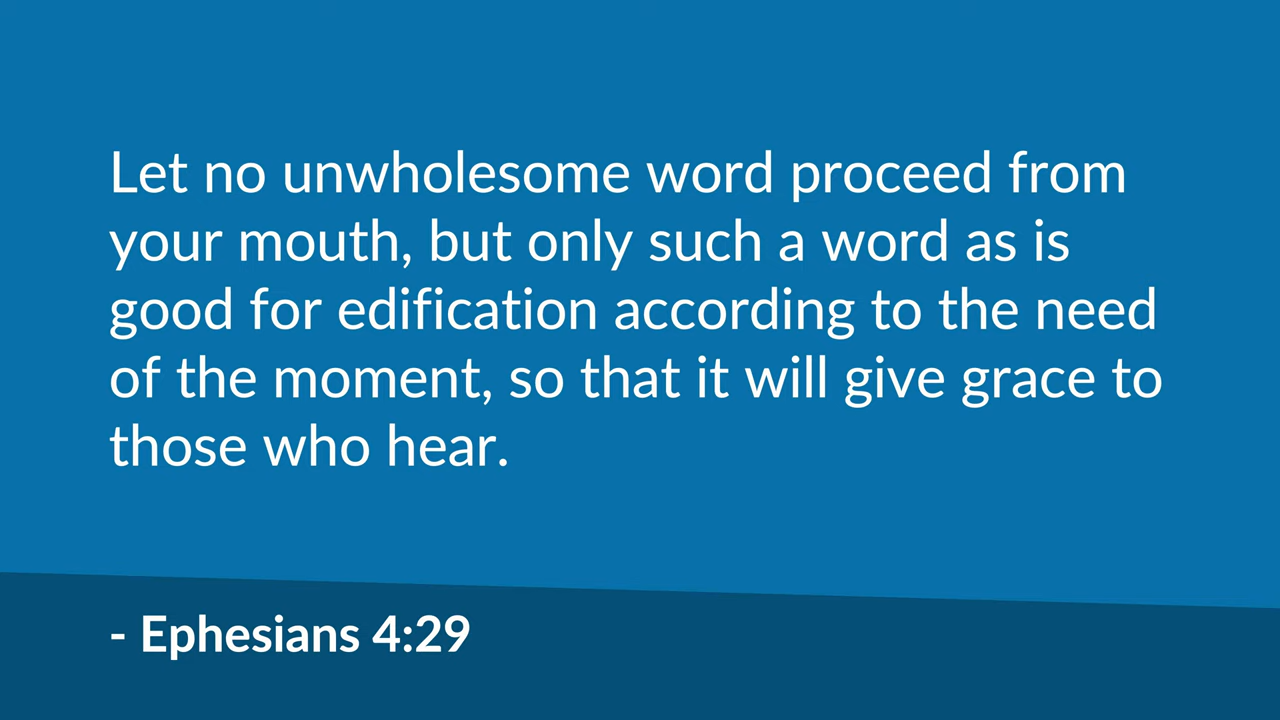 Let no unwholesome word proceed from
your mouth, but only such a word as is
good for edification according to the need
of the moment, so that it will give grace to
those who hear.
- Ephesians 4:29